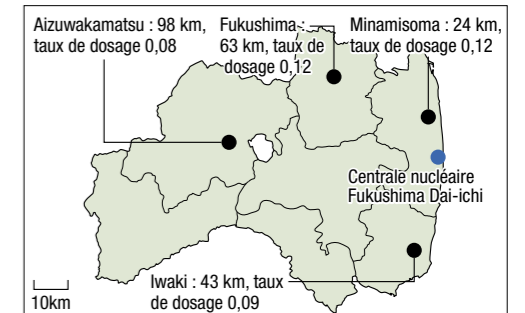 Aizuwakamatsu : 98 km,
taux de dosage 0,08
Fukushima :
63 km, taux de
dosage 0,12
Minamisoma : 24 km,
taux de dosage 0,12
Centrale nucléaire
Fukushima Dai-ichi
Iwaki : 43 km, taux
de dosage 0,09
10km